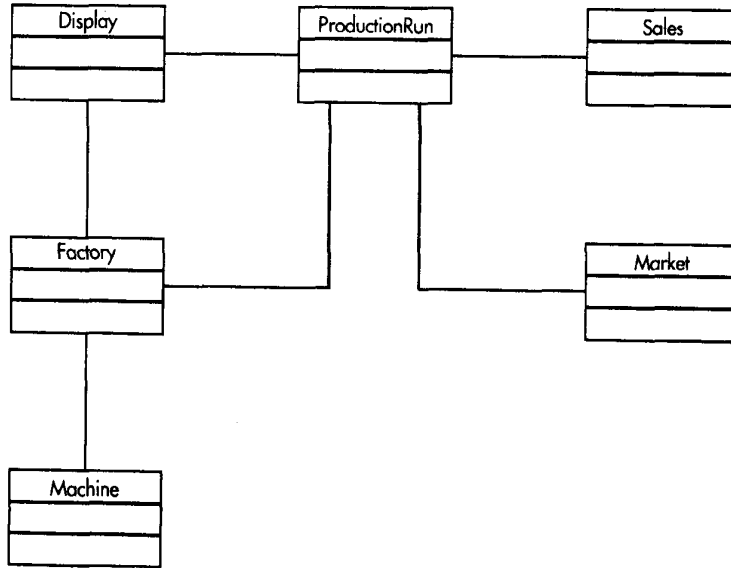 Display
ProductionRun
Sales
Factory
Market
Machine